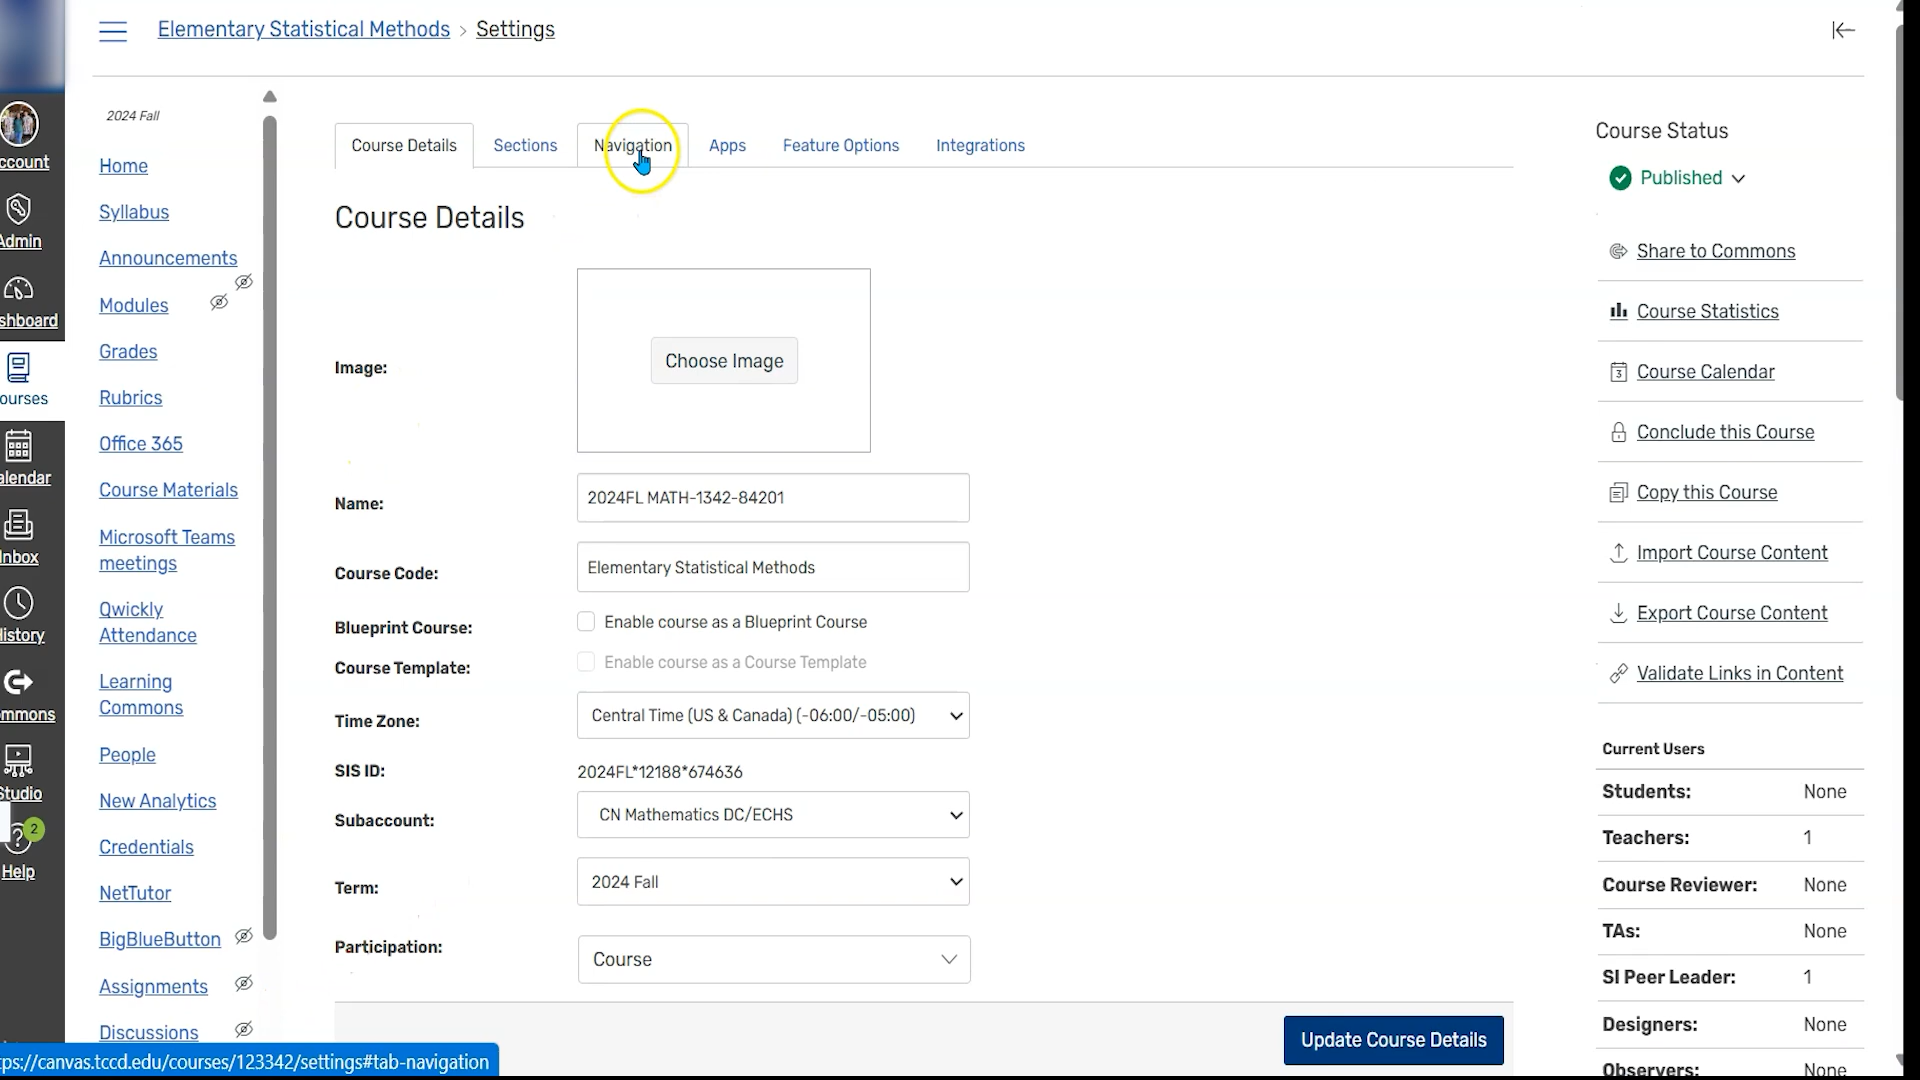 Elementary Statistical Methods > Settings
ccount
Admin
shboard
ourses
alendar
Inbox
History
mmons
Studio
2
Help
2024 Fall
Home
Syllabus
Announcements
Modules
Grades
Rubrics
Office 365
Course Materials
Microsoft Teams
meetings
Qwickly
Attendance
Learning
Commons
People
New Analytics
Credentials
NetTutor
BigBlueButton
Assignments
Discussions
Course Details Sections Navigation Apps Feature Options Integrations
Course Details
Image:
Choose Image
Name: 2024FL MATH-1342-84201
Course Code: Elementary Statistical Methods
Blueprint Course: Enable course as a Blueprint Course
Course Template: Enable course as a Course Template
Time Zone: Central Time (US & Canada) (-06:00/-05:00)
SIS ID: 2024FL*12188*674636
Subaccount: CN Mathematics DC/ECHS
Term: 2024 Fall
Participation: Course
Update Course Details
Course Status
Published
Share to Commons
Course Statistics
3 Course Calendar
Conclude this Course
Copy this Course
Import Course Content
Export Course Content
Validate Links in Content
Current Users
Students: None
Teachers: 1
Course Reviewer: None
TAs: None
SI Peer Leader: 1
Designers: None
Observers: None
tps://canvas.tccd.edu/courses/123342/settings#tab-navigation